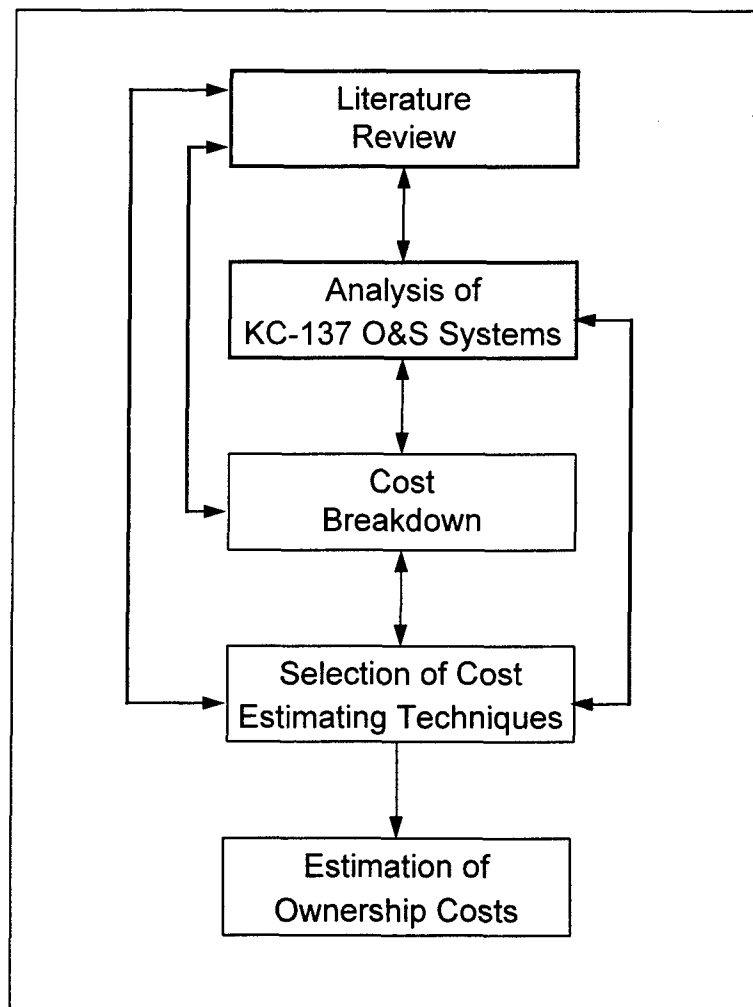 Literature
Review
Analysis of
KC-137 O&S Systems
Cost
Breakdown
Selection of Cost
Estimating Techniques
Estimation of
Ownership Costs